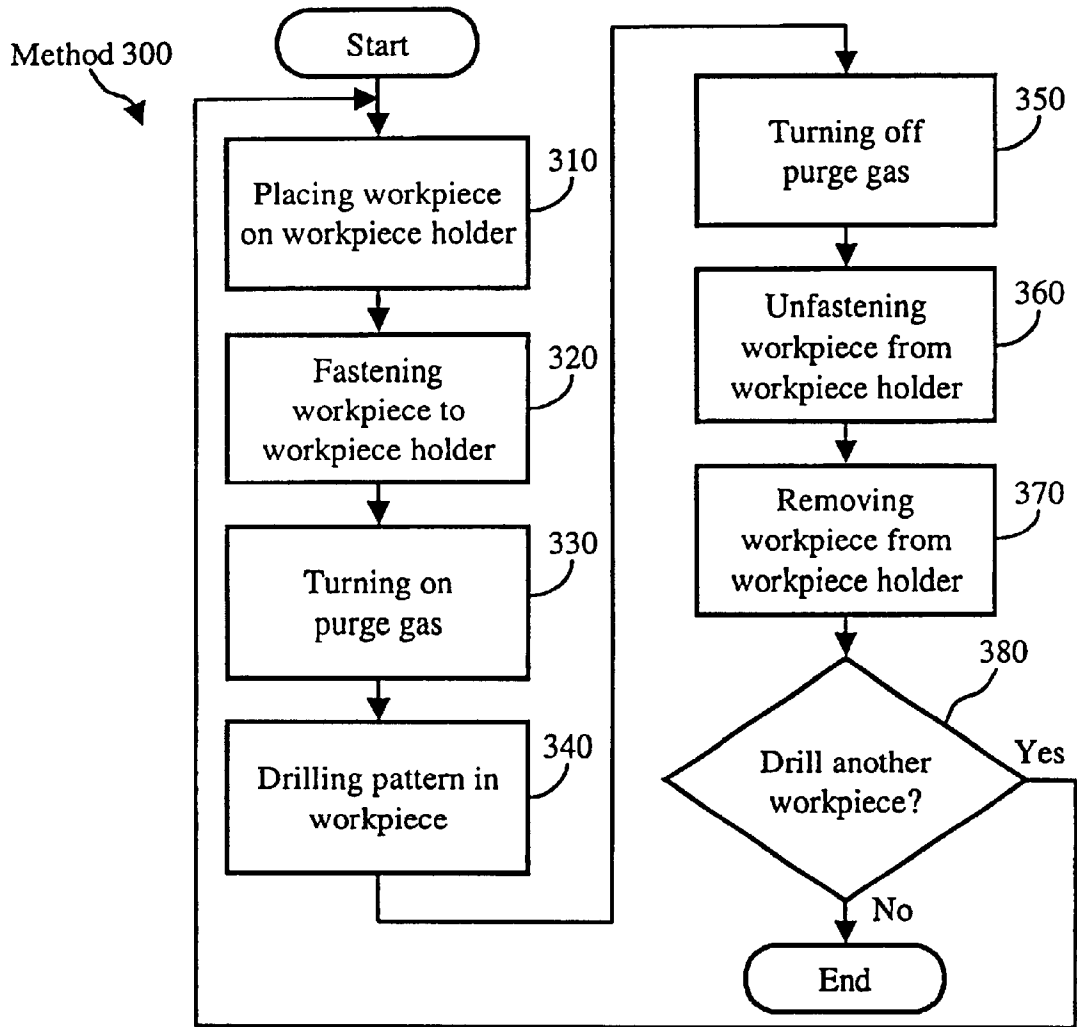 Method 300
Start
310
Placing workpiece
on workpiece holder
320
Fastening
workpiece to
workpiece holder
330
Turning on
purge gas
340
Drilling pattern in
workpiece
350
Turning off
purge gas
360
Unfastening
workpiece from
workpiece holder
370
Removing
workpiece from
workpiece holder
380
Drill another
workpiece?
Yes
No
End